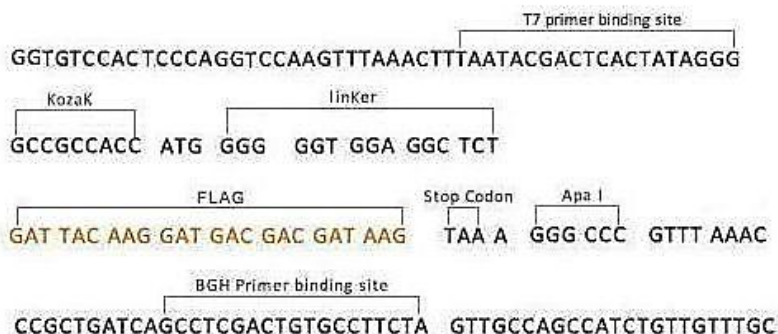 T7 primer binding site
GGTGTCCACTCCCAGGTCCAAGTTTAAACTTTAATACGACTCACTATAGGG
KozaK linKer
GCCGCCACC ATG GGG GGT GGA GGC TCT
FLAG Stop Codon Apa I
GAT TAC AAG GAT GAC GAC GAT AAG TAA A GGG CCC GTTT AAAC
BGH Primer binding site
CCGCTGATCAGCCTCGACTGTGCCTTCTA GTTGCCAGCCATCTGTTGTTTGC